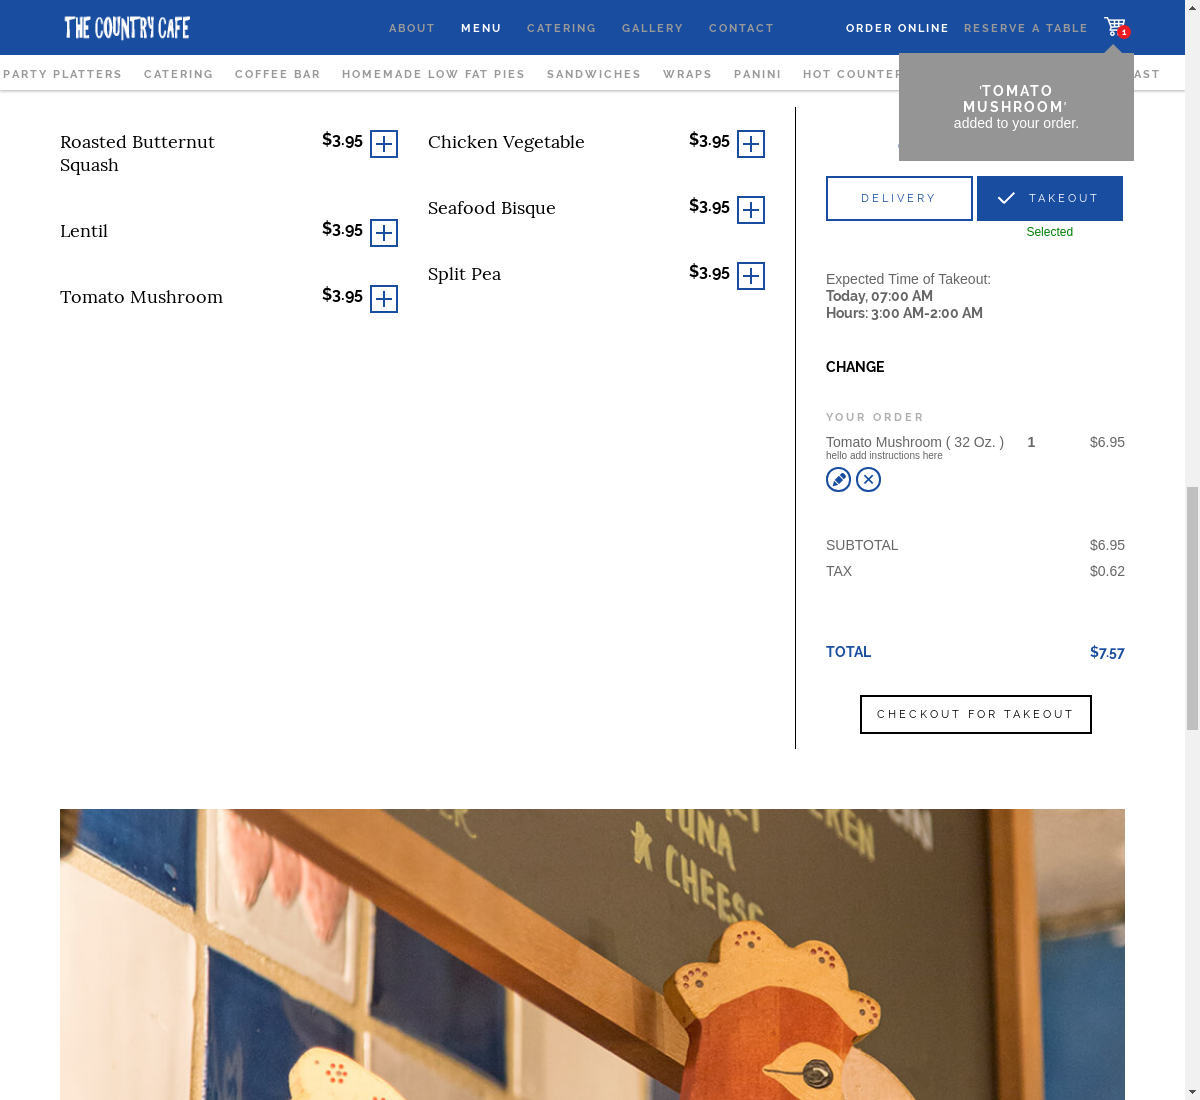 THE COUNTRY CAFE
ABOUT
MENU
CATERING
GALLERY
CONTACT
ORDER ONLINE
RESERVE A TABLE
1
PARTY PLATTERS
CATERING
COFFEE BAR
HOMEMADE LOW FAT PIES
SANDWICHES
WRAPS
PANINI
HOT COUNTER
'TOMATO
MUSHROOM'
added to your order.
Roasted Butternut
Squash
$3.95
Lentil
$3.95
Tomato Mushroom
$3.95
Chicken Vegetable
$3.95
Seafood Bisque
$3.95
Split Pea
$3.95
DELIVERY
TAKEOUT
Selected
Expected Time of Takeout:
Today, 07:00 AM
Hours: 3:00 AM-2:00 AM
CHANGE
YOUR ORDER
Tomato Mushroom ( 32 Oz. ) 1 $6.95
hello add instructions here
SUBTOTAL $6.95
TAX $0.62
TOTAL $7.57
CHECKOUT FOR TAKEOUT
TUNA
& CHEESE